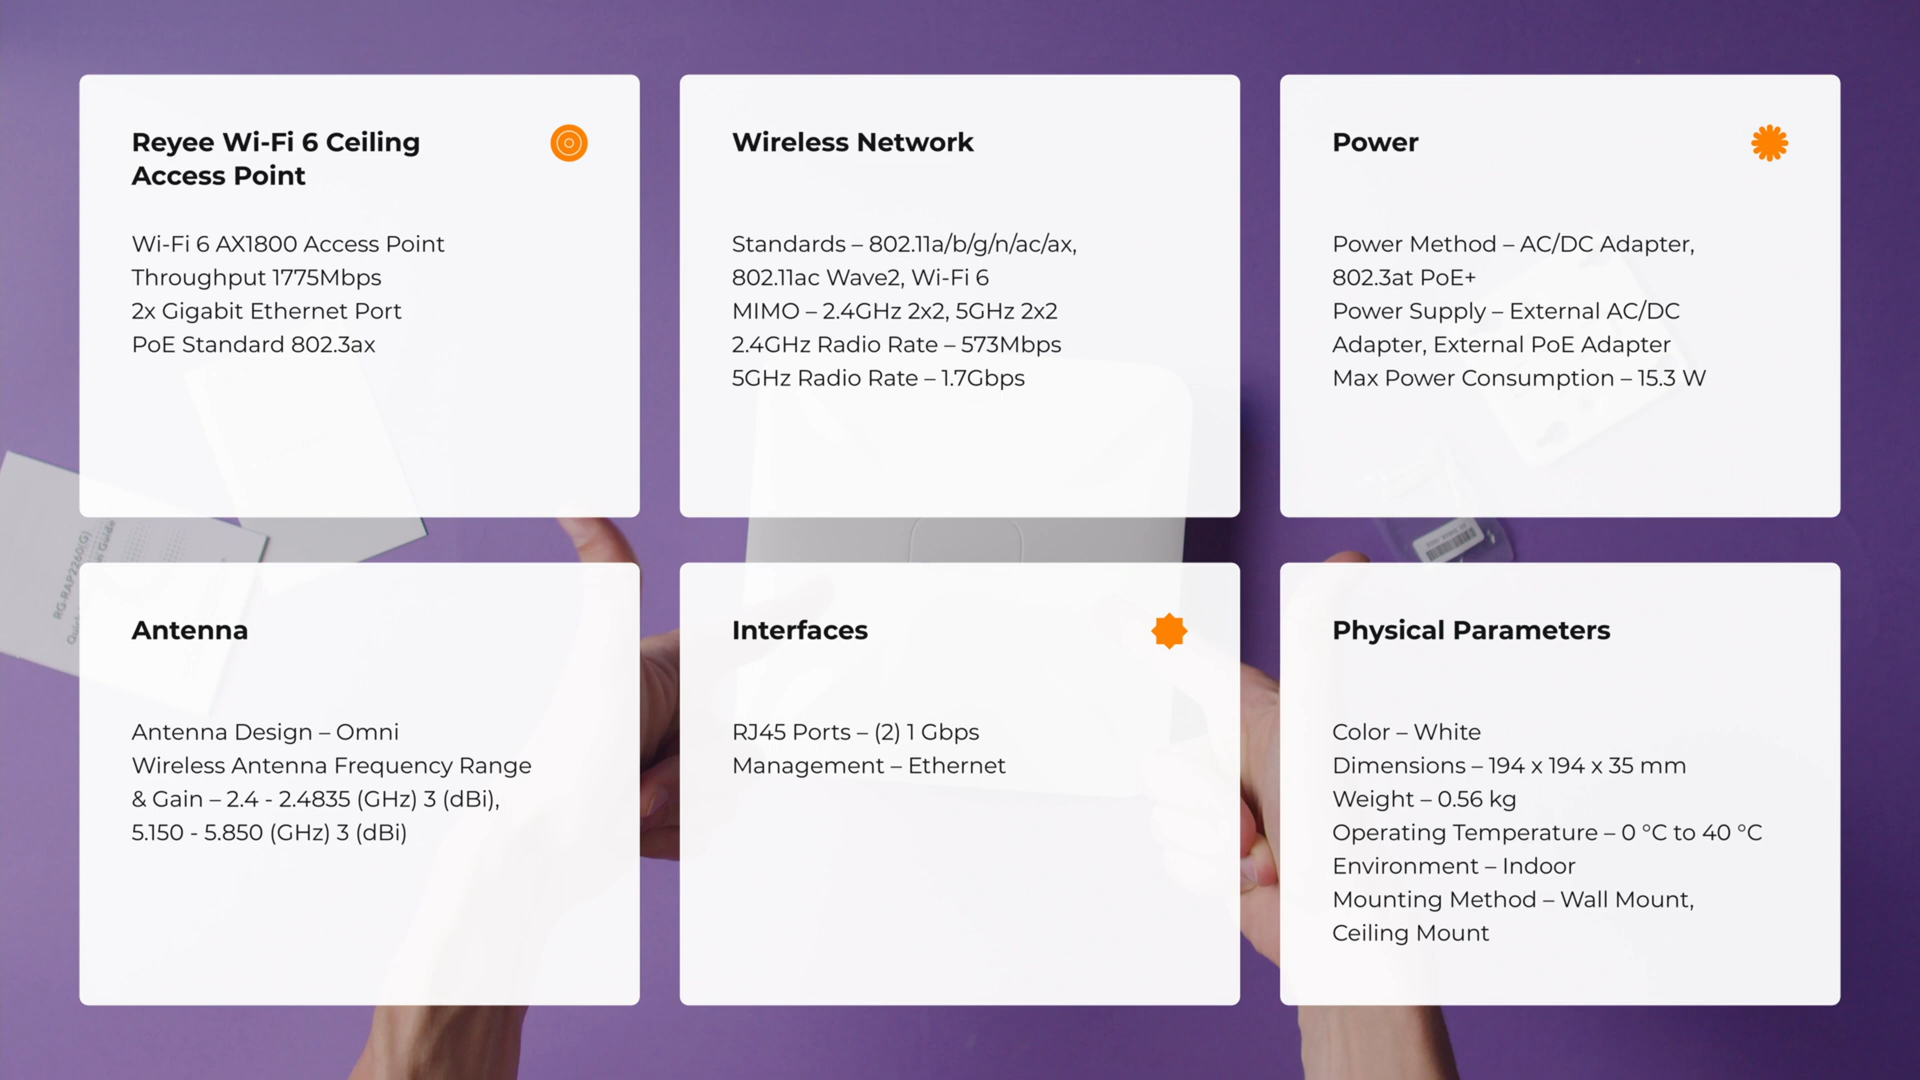 Reyee Wi-Fi 6 Ceiling
Access Point
Wi-Fi 6 AX1800 Access Point
Throughput 1775Mbps
2x Gigabit Ethernet Port
PoE Standard 802.3ax
Wireless Network
Standards – 802.11a/b/g/n/ac/ax,
802.11ac Wave2, Wi-Fi 6
MIMO – 2.4GHz 2x2, 5GHz 2x2
2.4GHz Radio Rate – 573Mbps
5GHz Radio Rate – 1.7Gbps
Power
Power Method – AC/DC Adapter,
802.3at PoE+
Power Supply – External AC/DC
Adapter, External PoE Adapter
Max Power Consumption – 15.3 W
RG-RAP2260(G)
Guide
Antenna
Antenna Design – Omni
Wireless Antenna Frequency Range
& Gain – 2.4 - 2.4835 (GHz) 3 (dBi),
5.150 - 5.850 (GHz) 3 (dBi)
Interfaces
RJ45 Ports – (2) 1 Gbps
Management – Ethernet
Physical Parameters
Color – White
Dimensions – 194 x 194 x 35 mm
Weight – 0.56 kg
Operating Temperature – 0 °C to 40 °C
Environment – Indoor
Mounting Method – Wall Mount,
Ceiling Mount